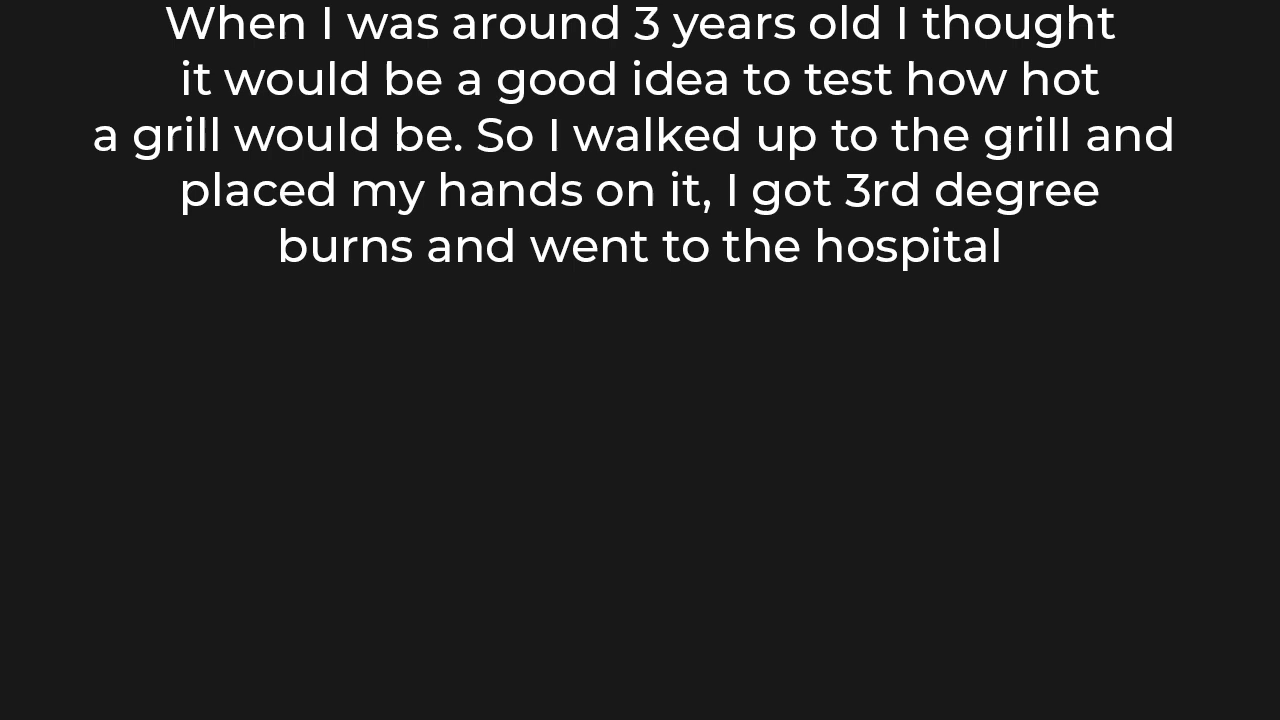 When I was around 3 years old I thought
it would be a good idea to test how hot
a grill would be. So I walked up to the grill and
placed my hands on it, I got 3rd degree
burns and went to the hospital